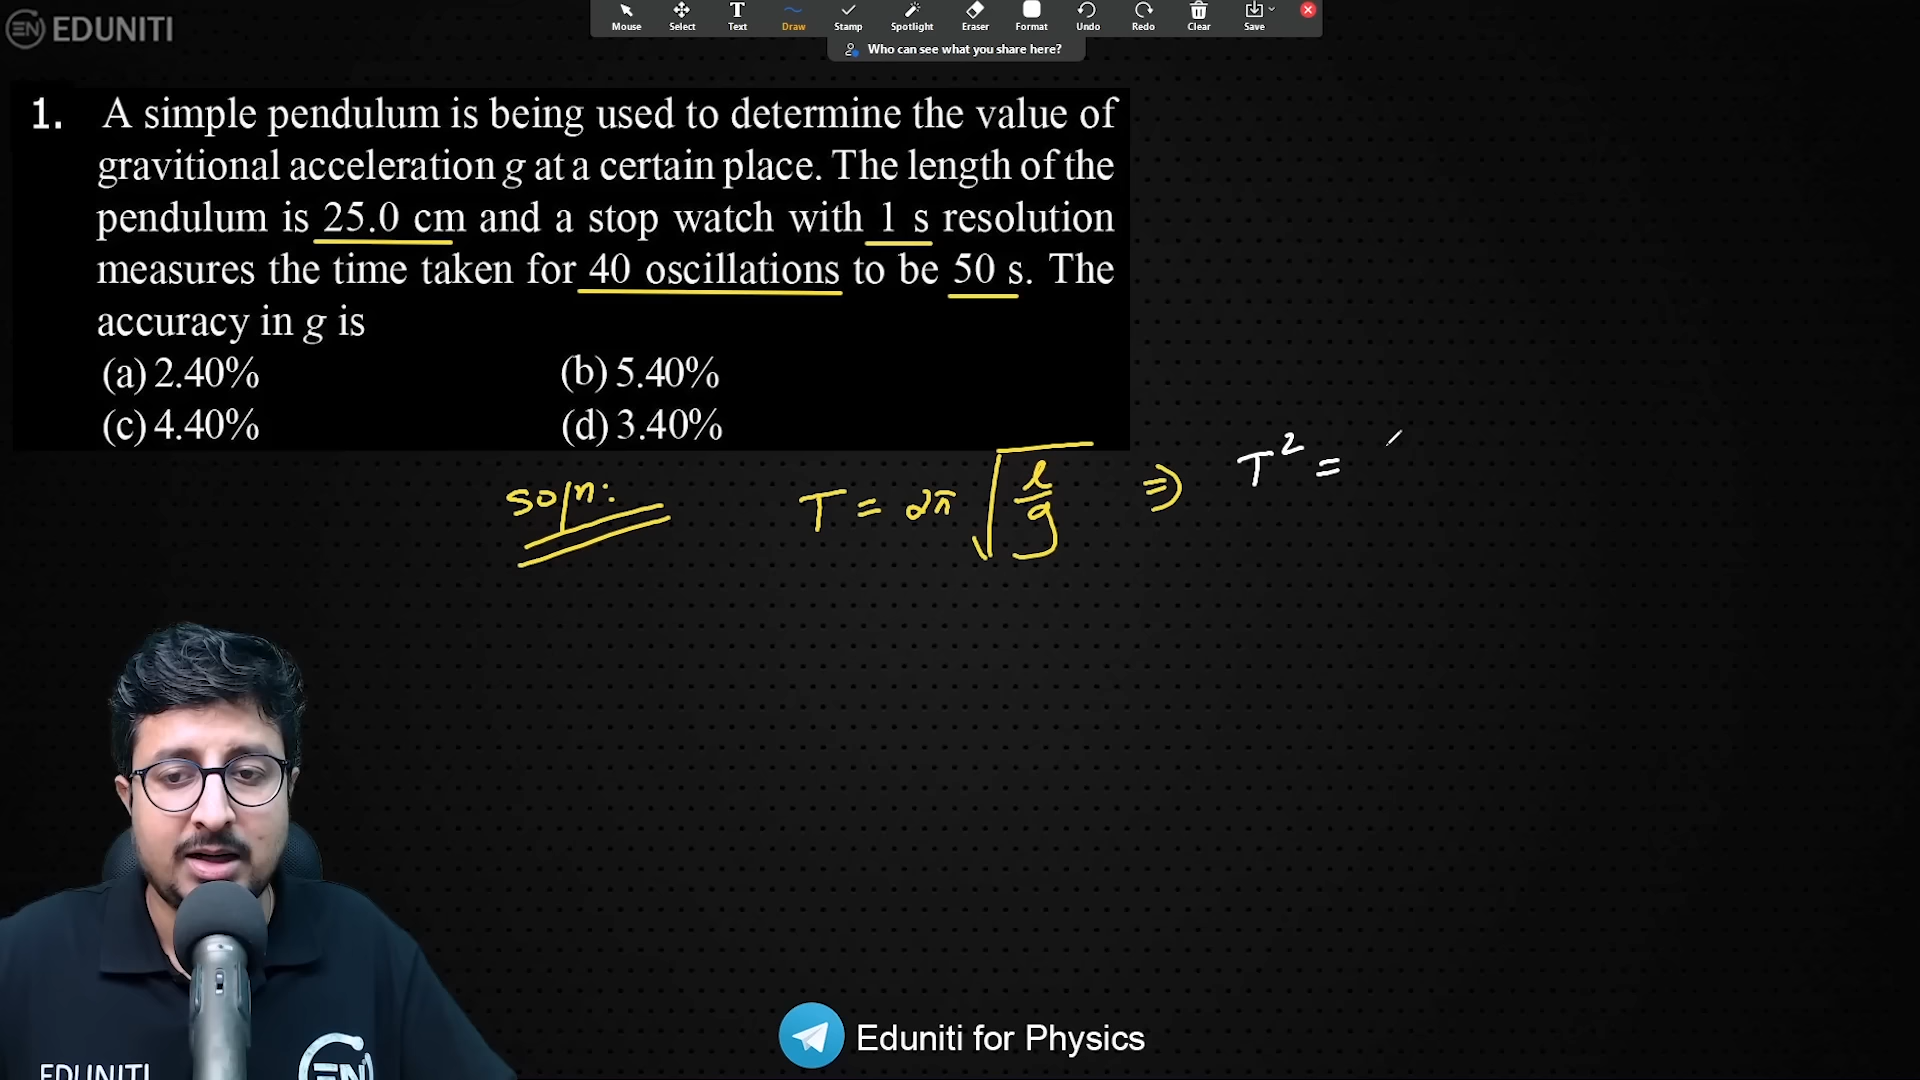 EN EDUNITI
Mouse Select Text Draw Stamp Spotlight Eraser Format Undo Redo Clear Save
Who can see what you share here?
1. A simple pendulum is being used to determine the value of
gravitional acceleration g at a certain place. The length of the
pendulum is 25.0 cm and a stop watch with 1 s resolution
measures the time taken for 40 oscillations to be 50 s. The
accuracy in g is
(a) 2.40% (b) 5.40%
(c) 4.40% (d) 3.40%
Soln: T = 2π √(l/g) ⇒ T² =
EDUNITI EN
Eduniti for Physics